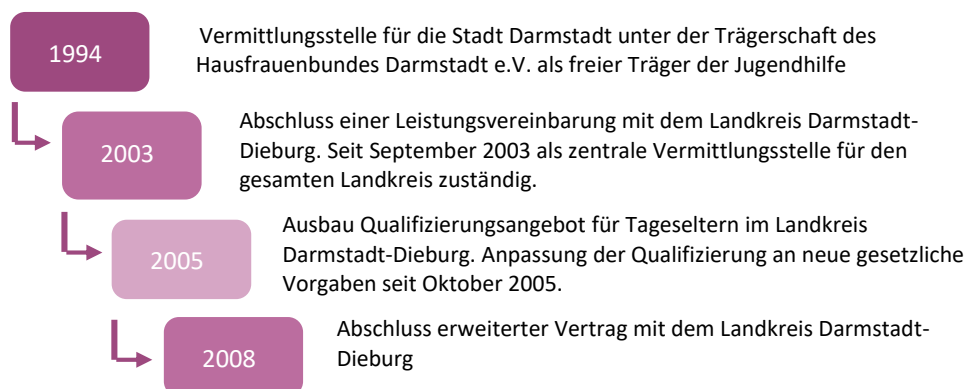 1994
Vermittlungsstelle für die Stadt Darmstadt unter der Trägerschaft des
Hausfrauenbundes Darmstadt e.V. als freier Träger der Jugendhilfe
2003
Abschluss einer Leistungsvereinbarung mit dem Landkreis Darmstadt-
Dieburg. Seit September 2003 als zentrale Vermittlungsstelle für den
gesamten Landkreis zuständig.
2005
Ausbau Qualifizierungsangebot für Tageseltern im Landkreis
Darmstadt-Dieburg. Anpassung der Qualifizierung an neue gesetzliche
Vorgaben seit Oktober 2005.
2008
Abschluss erweiterter Vertrag mit dem Landkreis Darmstadt-
Dieburg